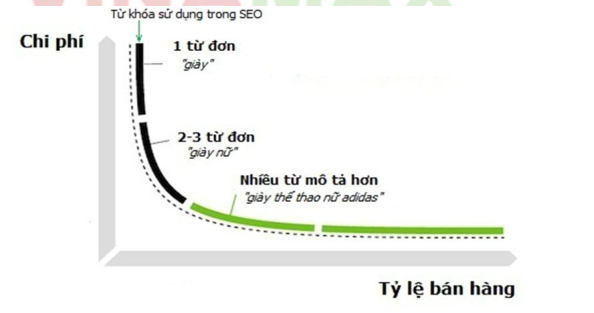 Từ khóa sử dụng trong SEO
Chi phí
1 từ đơn
"giày"
2-3 từ đơn
"giày nữ"
Nhiều từ mô tả hơn
"giày thể thao nữ adidas"
Tỷ lệ bán hàng